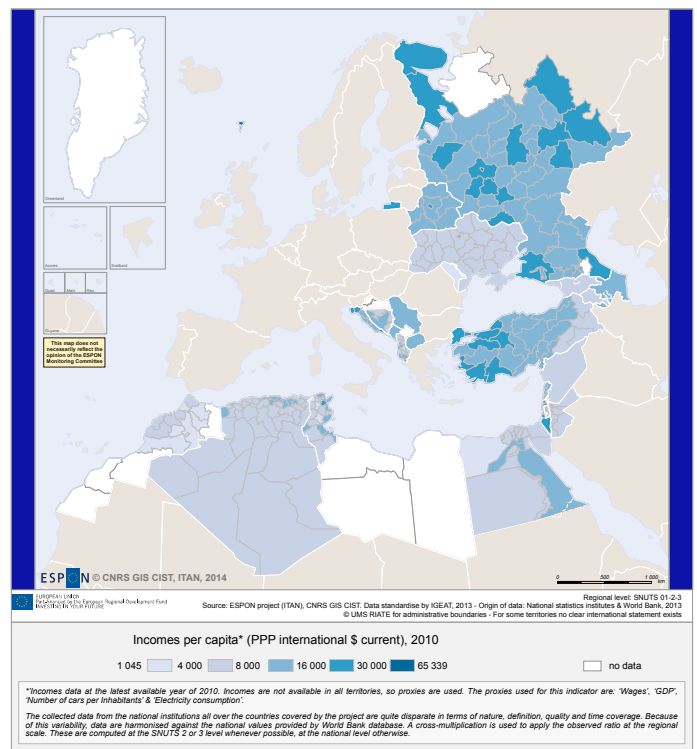 Greenland
Acores
Svalbard
Guad.
Mart.
Reu.
Guyane
This map does not
necessarily reflect the
opinion of the ESPON
Monitoring Committee
ESPON © CNRS GIS CIST, ITAN, 2014
0 500 1 000
km
EUROPEAN UNION
Part-financed by the European Regional Development Fund
INVESTING IN YOUR FUTURE
Regional level: SNUTS 01-2-3
Source: ESPON project (ITAN), CNRS GIS CIST. Data standardise by IGEAT, 2013 - Origin of data: National statistics institutes & World Bank, 2013
© UMS RIATE for administrative boundaries - For some territories no clear international statement exists
Incomes per capita* (PPP international $ current), 2010
1 045 4 000 8 000 16 000 30 000 65 339 no data
*'Incomes data at the latest available year of 2010. Incomes are not available in all territories, so proxies are used. The proxies used for this indicator are: 'Wages', 'GDP',
'Number of cars per Inhabitants' & 'Electricity consumption'.
The collected data from the national institutions all over the countries covered by the project are quite disparate in terms of nature, definition, quality and time coverage. Because
of this variability, data are harmonised against the national values provided by World Bank database. A cross-multiplication is used to apply the observed ratio at the regional
scale. These are computed at the SNUTS 2 or 3 level whenever possible, at the national level otherwise.